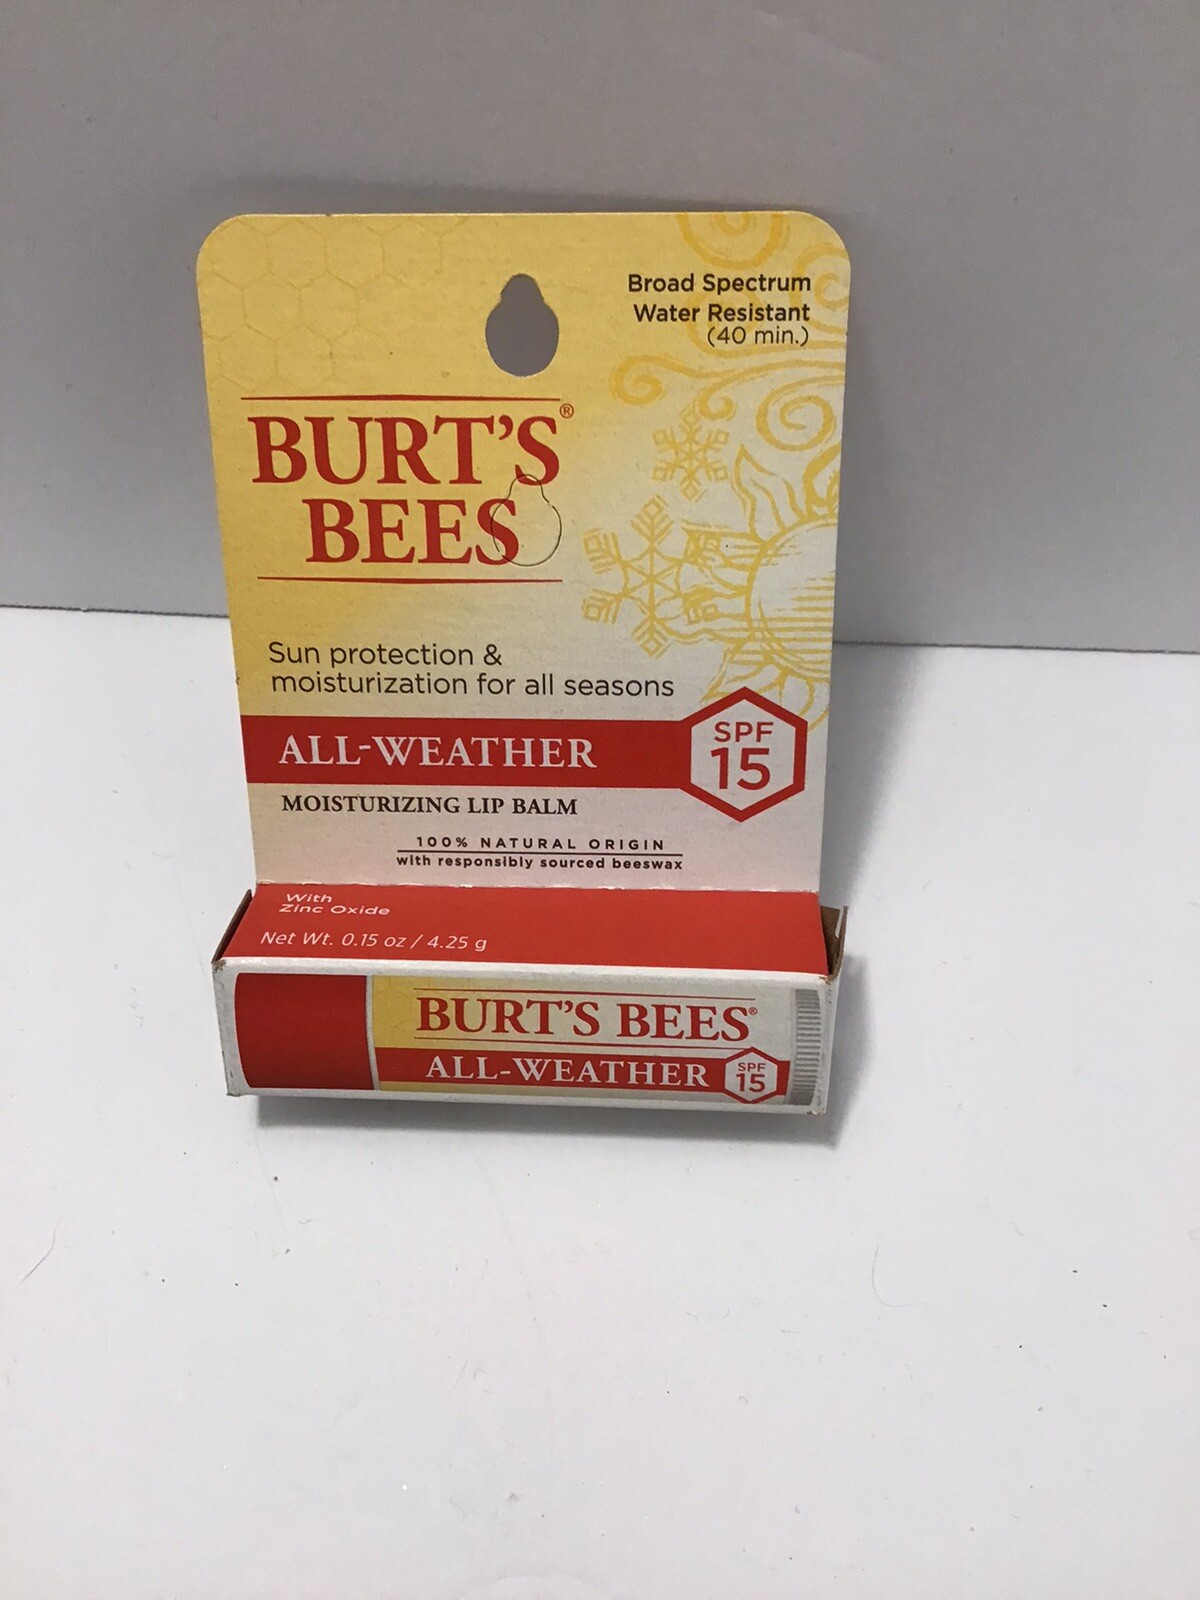 Broad Spectrum
Water Resistant
(40 min.)
BURT'S®
BEES
Sun protection &
moisturization for all seasons
ALL-WEATHER
SPF
15
MOISTURIZING LIP BALM
100% NATURAL ORIGIN
with responsibly sourced beeswax
With
Zinc Oxide
Net Wt. 0.15 oz / 4.25 g
BURT'S BEES®
ALL-WEATHER
SPF
15